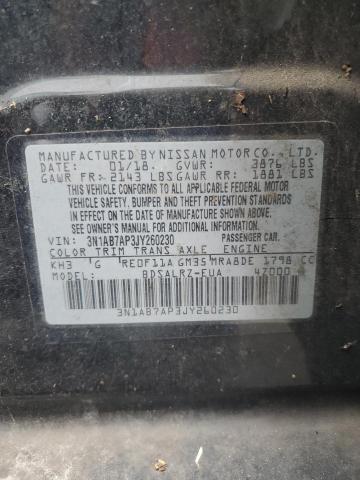 MANUFACTURED BY NISSAN MOTOR CO., LTD.
DATE: 01/18. GVWR: 3876 LBS
GAWR FR: 2143 LBS GAWR RR: 1881 LBS
THIS VEHICLE CONFORMS TO ALL APPLICABLE FEDERAL MOTOR
VEHICLE SAFETY, BUMPER, AND THEFT PREVENTION
STANDARDS IN EFFECT ON THE DATE OF MANUFACTURE
SHOWN ABOVE.
SEE OWNER'S MANUAL FOR ADDITIONAL INFORMATION.
VIN: 3N1AB7AP3JY260230 PASSENGER CAR.
COLOR TRIM TRANS AXLE ENGINE
KH3 G RE0F11A GM35 MRA8DE 1798 CC
MODEL: BDSALRZ-EUA 47000
3N1AB7AP3JY260230